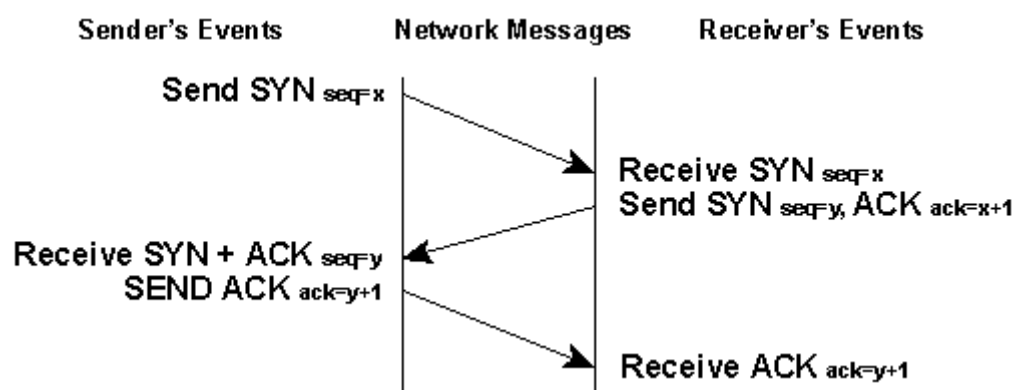 Sender's Events
Network Messages
Receiver's Events
Send SYN seq=x
Receive SYN seq=x
Send SYN seq=y, ACK ack=x+1
Receive SYN + ACK seq=y
SEND ACK ack=y+1
Receive ACK ack=y+1